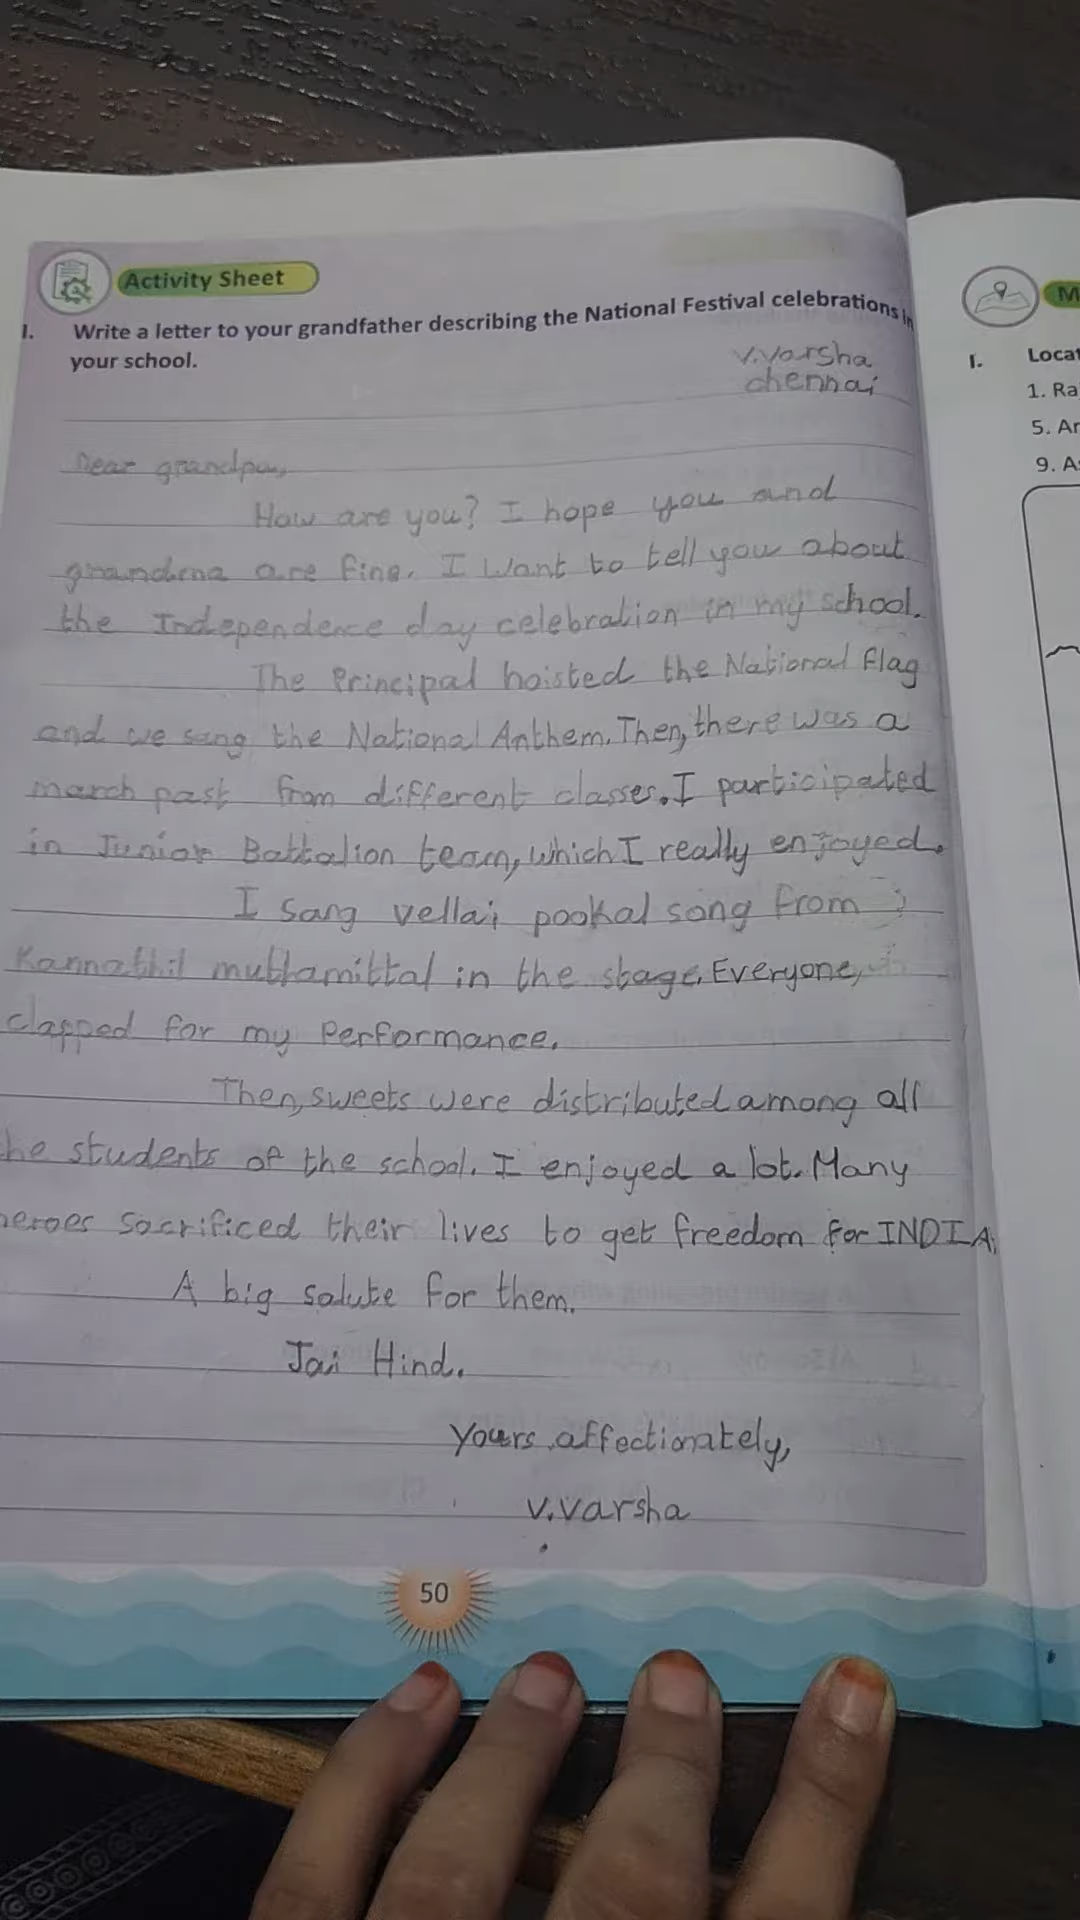 Activity Sheet
I. Write a letter to your grandfather describing the National Festival celebrations in
your school.
V.Varsha
chennai
Dear grandpa,
How are you? I hope you and
grandma are fine. I Want to tell you about
the Independence day celebration in my school.
The Principal hoisted the National Flag
and we sang the National Anthem. Then, there was a
march past from different classes. I participated
in Junior Battalion team, which I really enjoyed.
I sang vellai pookal song from
Kannathil muthamittal in the stage. Everyone,
clapped for my Performance.
Then, sweets were distributed among all
he students of the school. I enjoyed a lot. Many
heroes sacrificed their lives to get freedom for INDIA.
A big salute for them.
Jai Hind.
Yours affectionately,
V.Varsha
50
M
I. Locat
1. Ra
5. Ar
9. As